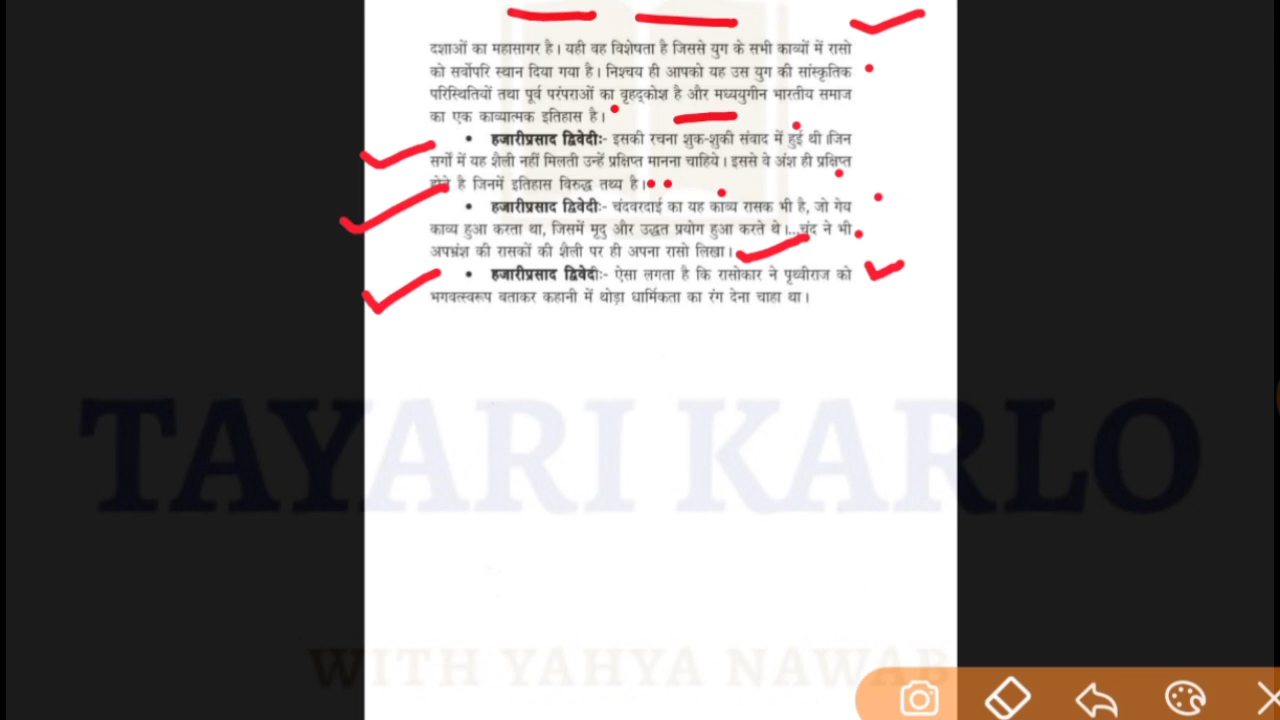 दशाओं का महासागर है। यही वह विशेषता है जिससे युग के सभी काव्यों में रासो
को सर्वोपरि स्थान दिया गया है। निश्चय ही आपको यह उस युग की सांस्कृतिक
परिस्थितियों तथा पूर्व परंपराओं का वृहद्कोश है और मध्ययुगीन भारतीय समाज
का एक काव्यात्मक इतिहास है।
• हजारीप्रसाद द्विवेदीः- इसकी रचना शुक-शुकी संवाद में हुई थी।जिन
सर्गों में यह शैली नहीं मिलती उन्हें प्रक्षिप्त मानना चाहिये। इससे वे अंश ही प्रक्षिप्त
होते है जिनमें इतिहास विरुद्ध तथ्य है।
• हजारीप्रसाद द्विवेदीः- चंदवरदाई का यह काव्य रासक भी है, जो गेय
काव्य हुआ करता था, जिसमें मृदु और उद्धत प्रयोग हुआ करते थे।...चंद ने भी
अपभ्रंश की रासकों की शैली पर ही अपना रासो लिखा।
• हजारीप्रसाद द्विवेदीः- ऐसा लगता है कि रासोकार ने पृथ्वीराज को
भगवत्स्वरूप बताकर कहानी में थोड़ा धार्मिकता का रंग देना चाहा था।
TAYARI KARLO
WITH YAHYA NAWAB